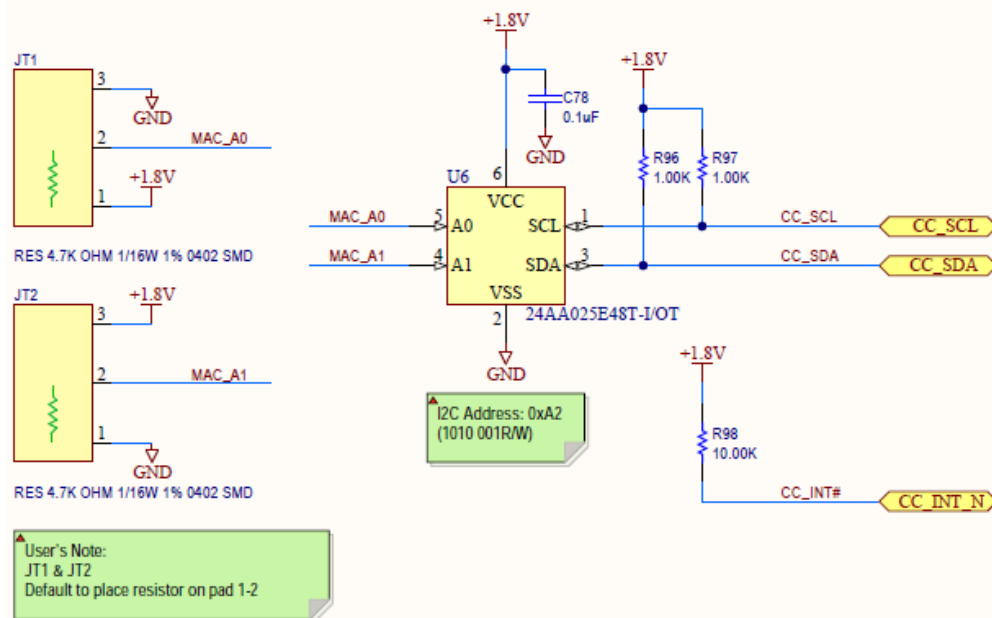 JT1
3
GND
2
MAC_A0
+1.8V
1
RES 4.7K OHM 1/16W 1% 0402 SMD
JT2
+1.8V
3
2
MAC_A1
1
GND
RES 4.7K OHM 1/16W 1% 0402 SMD
User's Note:
JT1 & JT2
Default to place resistor on pad 1-2
+1.8V
C78
0.1uF
GND
U6
6
VCC
MAC_A0
5
A0
SCL
1
MAC_A1
4
A1
SDA
3
VSS
2
24AA025E48T-I/OT
GND
I2C Address: 0xA2
(1010 001R/W)
+1.8V
R96
1.00K
R97
1.00K
CC_SCL
CC_SCL
CC_SDA
CC_SDA
+1.8V
R98
10.00K
CC_INT#
CC_INT_N